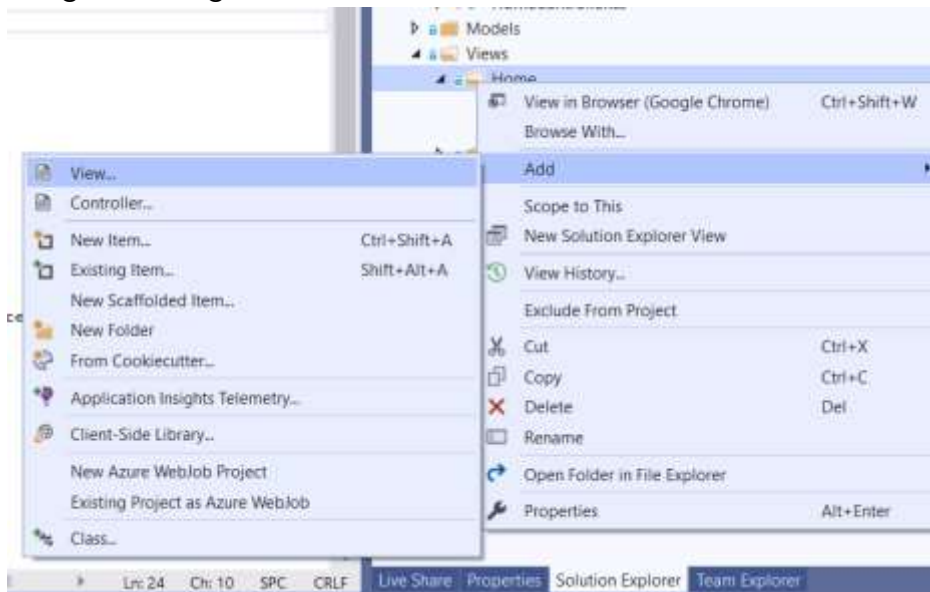 Models
Views
Home
View in Browser (Google Chrome) Ctrl+Shift+W
Browse With...
Add
Scope to This
New Solution Explorer View
View History...
Exclude From Project
Cut Ctrl+X
Copy Ctrl+C
Delete Del
Rename
Open Folder in File Explorer
Properties Alt+Enter
View...
Controller...
New Item... Ctrl+Shift+A
Existing Item... Shift+Alt+A
New Scaffolded Item...
New Folder
From Cookiecutter...
Application Insights Telemetry...
Client-Side Library...
New Azure WebJob Project
Existing Project as Azure WebJob
Class...
ce
Ln: 24 Ch: 10 SPC CRLF
Live Share Properties Solution Explorer Team Explorer